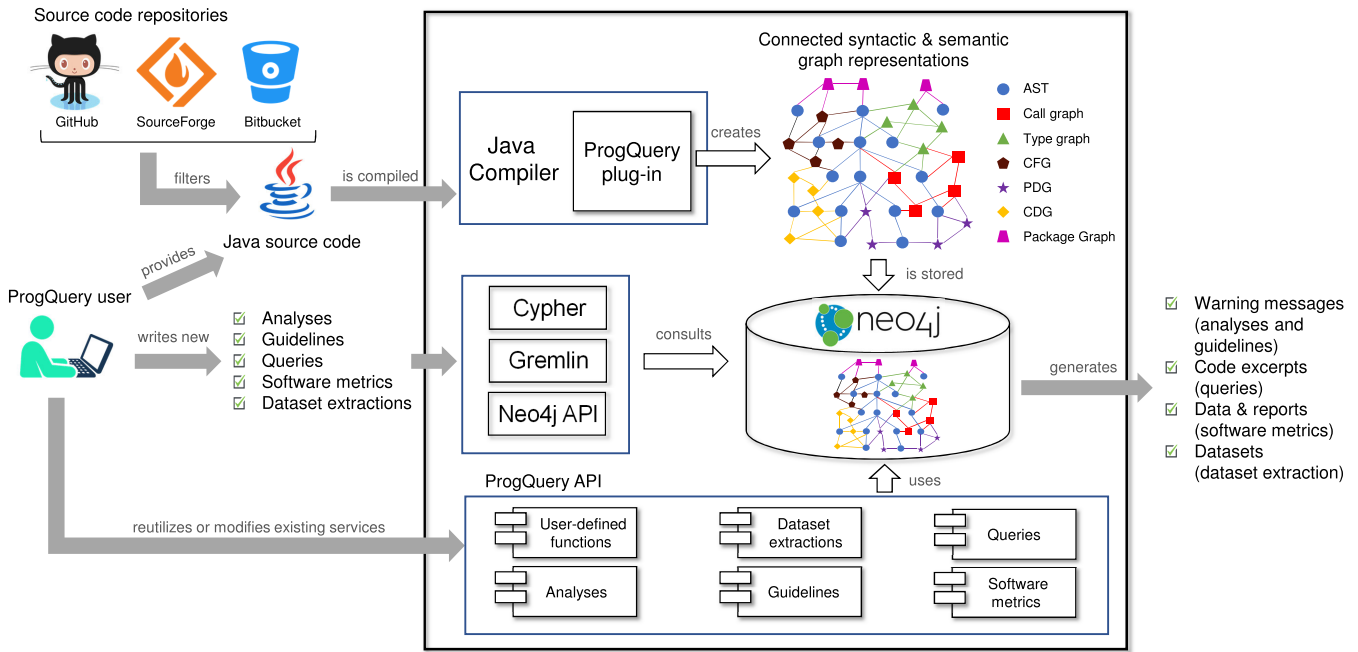 Source code repositories
GitHub
SourceForge
Bitbucket
filters
Java source code
is compiled
provides
ProgQuery user
writes new
Analyses
Guidelines
Queries
Software metrics
Dataset extractions
reutilizes or modifies existing services
Java
Compiler
ProgQuery
plug-in
creates
Connected syntactic & semantic
graph representations
AST
Call graph
Type graph
CFG
PDG
CDG
Package Graph
is stored
Cypher
Gremlin
Neo4j API
consults
neo4j
generates
Warning messages
(analyses and
guidelines)
Code excerpts
(queries)
Data & reports
(software metrics)
Datasets
(dataset extraction)
uses
ProgQuery API
User-defined
functions
Dataset
extractions
Queries
Analyses
Guidelines
Software
metrics